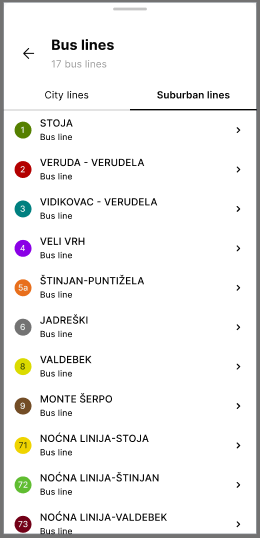 Bus lines
17 bus lines
City lines
Suburban lines
1
STOJA
Bus line
2
VERUDA - VERUDELA
Bus line
3
VIDIKOVAC - VERUDELA
Bus line
4
VELI VRH
Bus line
5a
ŠTINJAN-PUNTIŽELA
Bus line
6
JADREŠKI
Bus line
8
VALDEBEK
Bus line
9
MONTE ŠERPO
Bus line
71
NOĆNA LINIJA-STOJA
Bus line
72
NOĆNA LINIJA-ŠTINJAN
Bus line
73
NOĆNA LINIJA-VALDEBEK
Bus line